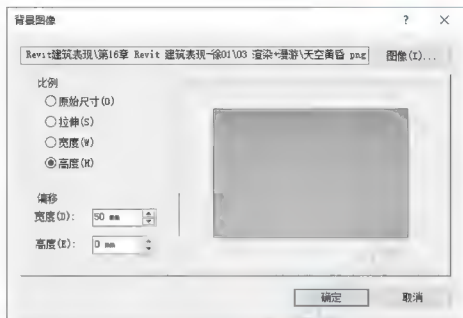 背景图像
? ×
Revit建筑表现\第16章 Revit 建筑表现-徐01\03 渲染+漫游\天空黄昏 png 图像(I)...
比例
原始尺寸(O)
拉伸(S)
宽度(W)
高度(H)
偏移
宽度(D): 50 mm
高度(E): 0 mm
确定 取消